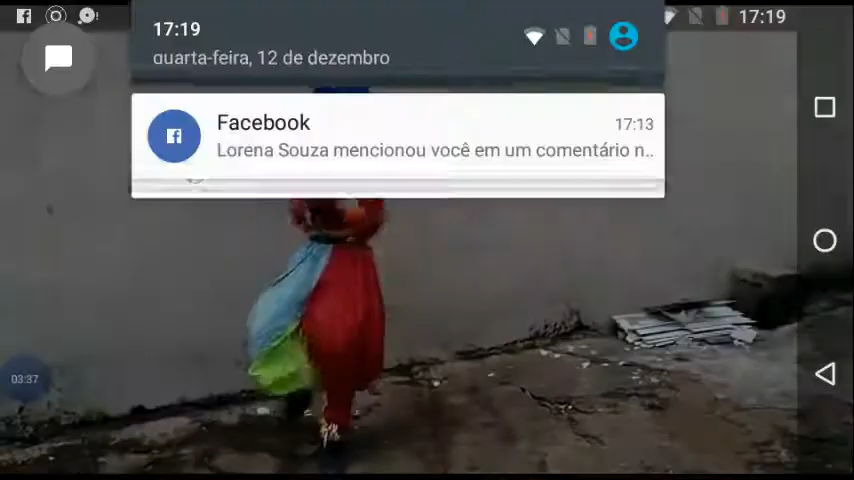 17:19
17:19
quarta-feira, 12 de dezembro
Facebook
17:13
Lorena Souza mencionou você em um comentário n..
03:37